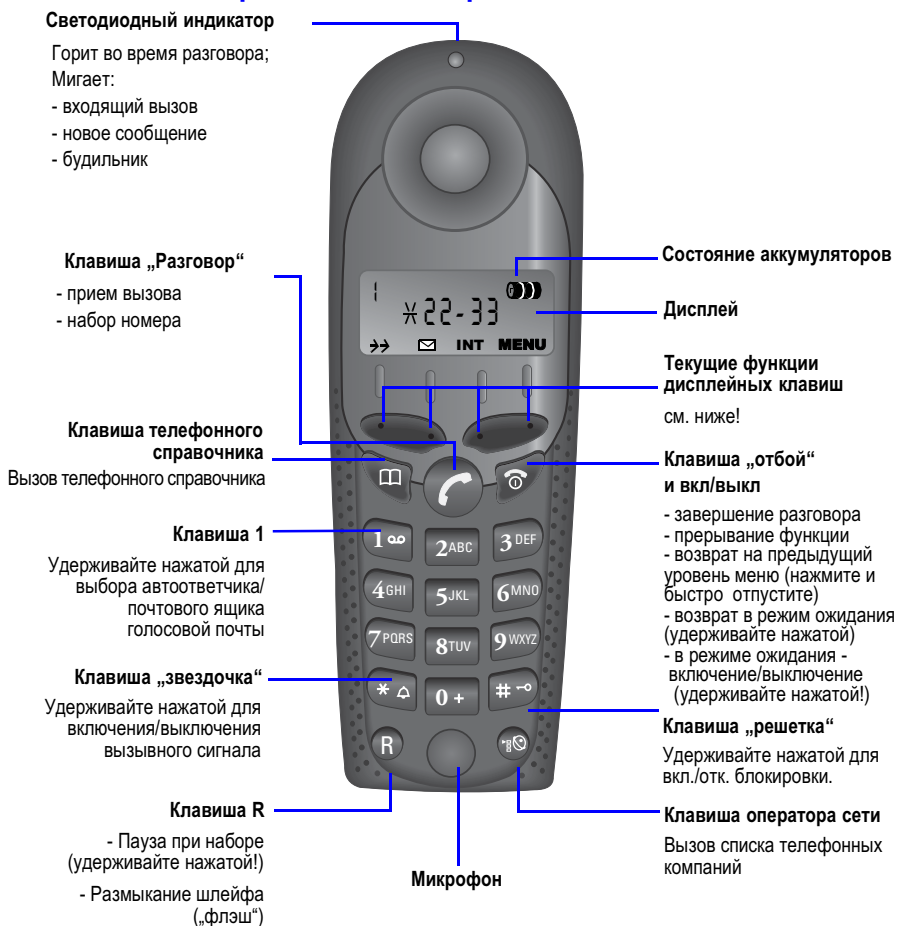 Светодиодный индикатор
Горит во время разговора;
Мигает:
- входящий вызов
- новое сообщение
- будильник
Клавиша „Разговор“
- прием вызова
- набор номера
Клавиша телефонного
справочника
Вызов телефонного справочника
Клавиша 1
Удерживайте нажатой для
выбора автоответчика/
почтового ящика
голосовой почты
Клавиша „звездочка“
Удерживайте нажатой для
включения/выключения
вызывного сигнала
Клавиша R
- Пауза при наборе
(удерживайте нажатой!)
- Размыкание шлейфа
(„флэш“)
1
22-33
INT MENU
1
2ABC
3 DEF
4GHI
5JKL
6MNO
7PQRS
8TUV
9WXYZ
*
0 +
#
R
Микрофон
Состояние аккумуляторов
Дисплей
Текущие функции
дисплейных клавиш
см. ниже!
Клавиша „отбой“
и вкл/выкл
- завершение разговора
- прерывание функции
- возврат на предыдущий
уровень меню (нажмите и
быстро отпустите)
- возврат в режим ожидания
(удерживайте нажатой)
- в режиме ожидания -
включение/выключение
(удерживайте нажатой!)
Клавиша „решетка“
Удерживайте нажатой для
вкл./отк. блокировки.
Клавиша оператора сети
Вызов списка телефонных
компаний